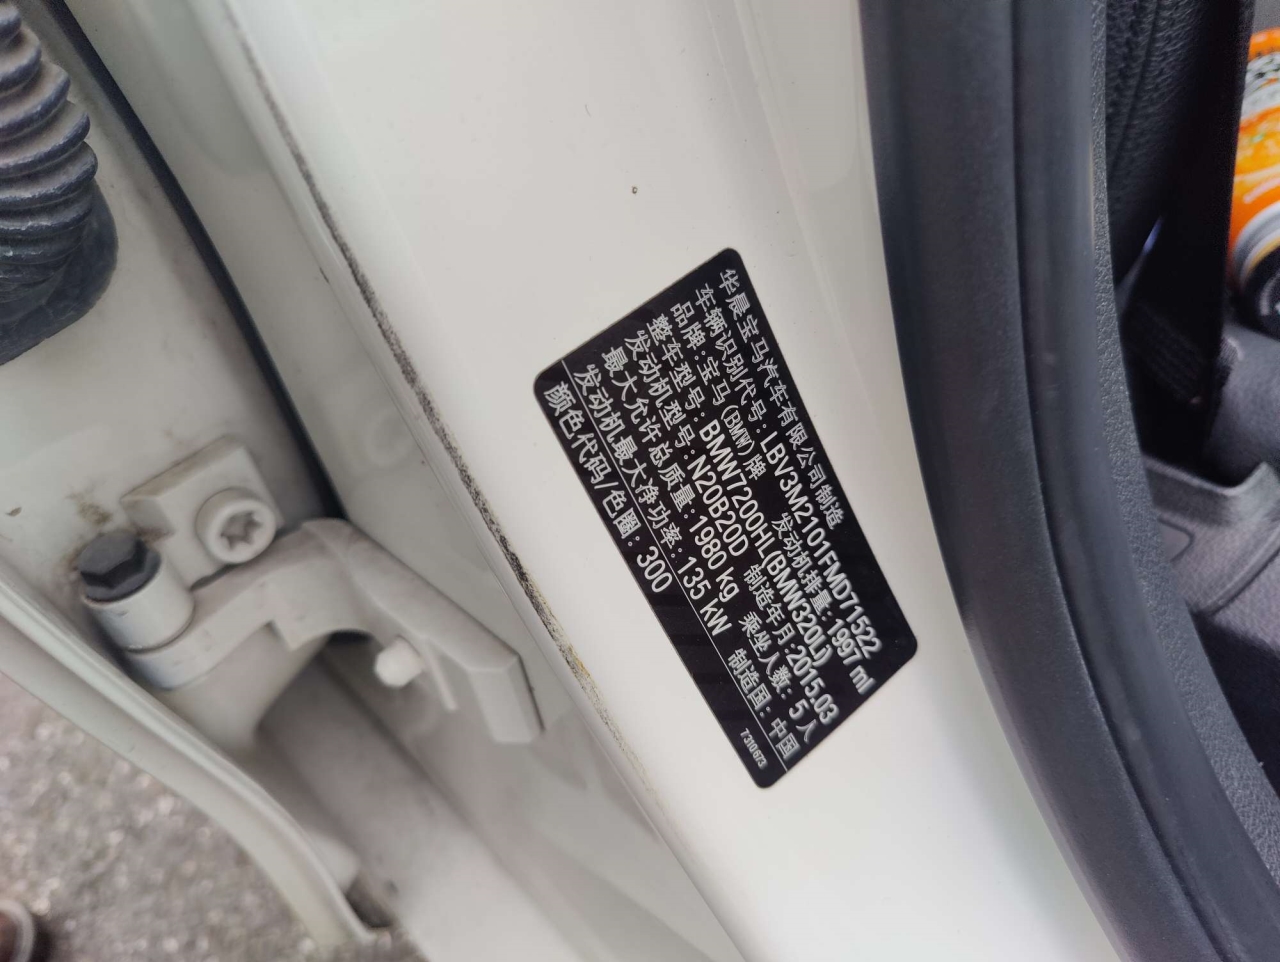 华晨宝马汽车有限公司制造
车辆识别代号: LBV3M2101FMD71522
品牌: 宝马(BMW)牌 发动机排量: 1997 ml
整车型号: BMW7200HL(BMW320Li)
发动机型号: N20B20D 制造年月: 2015.03
最大允许总质量: 1980 kg 乘坐人数: 5人
发动机最大净功率: 135 kW 制造国: 中国
颜色代码/色圈: 300 7310673